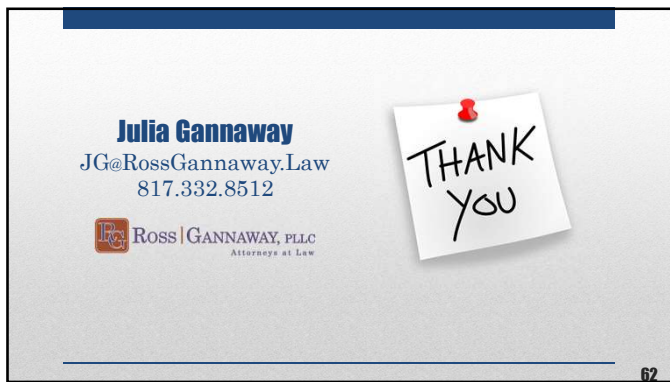 Julia Gannaway
JG@RossGannaway.Law
817.332.8512
RG
ROSS | GANNAWAY, PLLC
Attorneys at Law
THANK
YOU
62